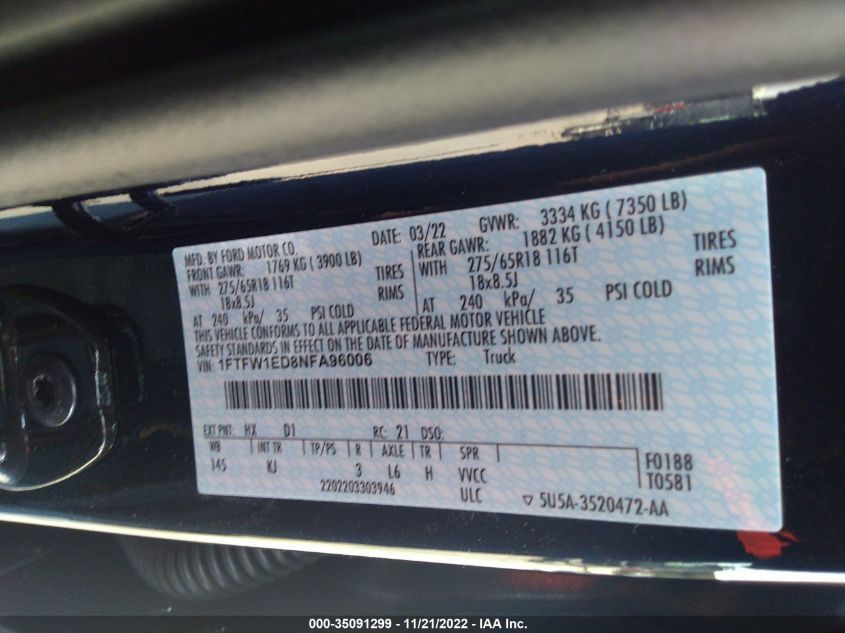 MFD. BY FORD MOTOR CO. DATE: 03/22 GVWR: 3334 KG ( 7350 LB)
FRONT GAWR: 1769 KG ( 3900 LB) REAR GAWR: 1882 KG ( 4150 LB)
WITH 275/65R18 116T TIRES WITH 275/65R18 116T TIRES
18x8.5J RIMS 18x8.5J RIMS
AT 240 kPa/ 35 PSI COLD AT 240 kPa/ 35 PSI COLD
THIS VEHICLE CONFORMS TO ALL APPLICABLE FEDERAL MOTOR VEHICLE
SAFETY STANDARDS IN EFFECT ON THE DATE OF MANUFACTURE SHOWN ABOVE.
VIN: 1FTFW1ED8NFA96006 TYPE: Truck
EXT PNT: HX D1 RC: 21 DSO:
WB INT TR TP/PS R AXLE TR SPR
145 KJ 3 L6 H VVCC
F0188
T0581
2202203303946 ULC ▽ 5U5A-3520472-AA
000-35091299 - 11/21/2022 - IAA Inc.